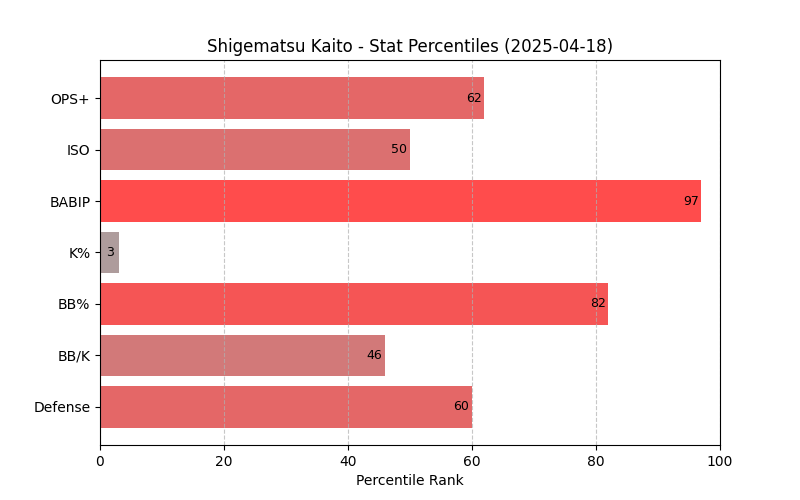 Shigematsu Kaito - Stat Percentiles (2025-04-18)
OPS+ 62
ISO 50
BABIP 97
K% 3
BB% 82
BB/K 46
Defense 60
0 20 40 60 80 100
Percentile Rank